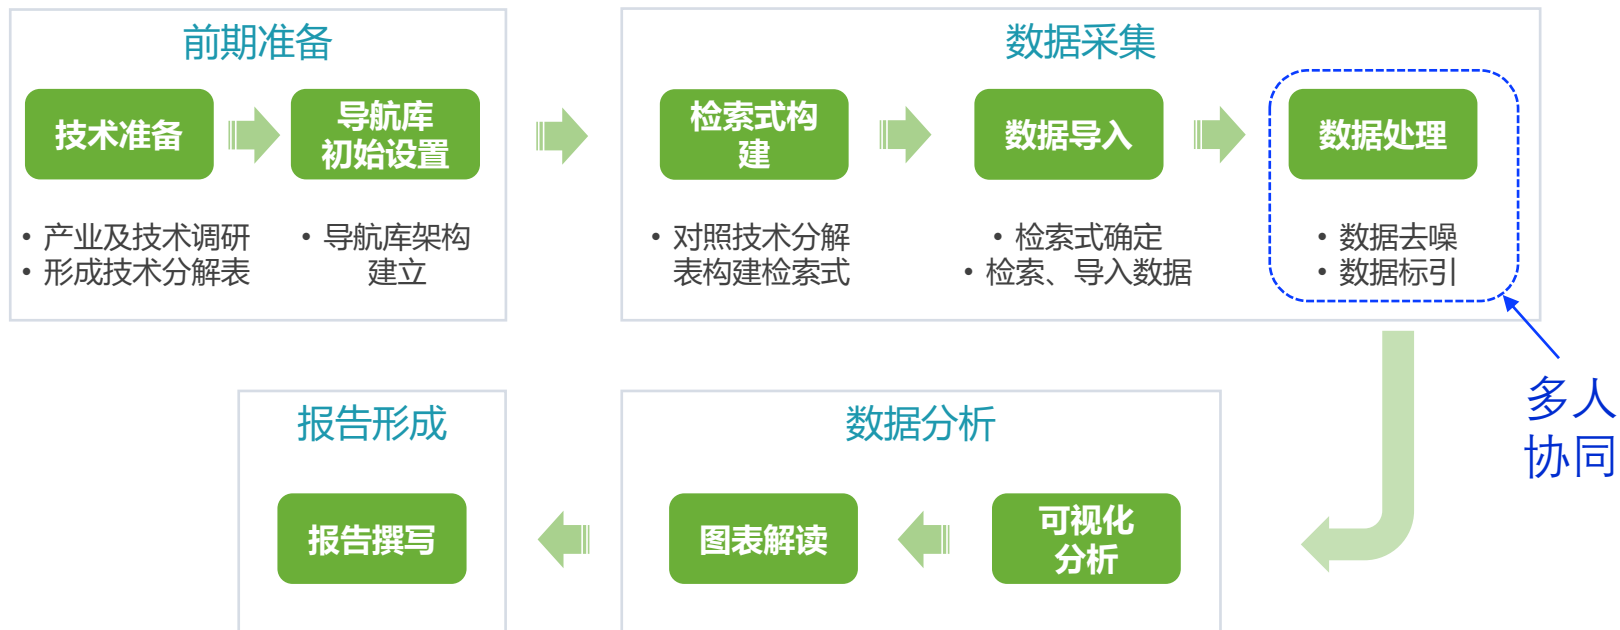 前期准备
技术准备
导航库
初始设置
• 产业及技术调研
• 形成技术分解表
• 导航库架构
建立
数据采集
检索式构
建
数据导入
数据处理
• 对照技术分解
表构建检索式
• 检索式确定
• 检索、导入数据
• 数据去噪
• 数据标引
多人
协同
数据分析
可视化
分析
图表解读
报告形成
报告撰写